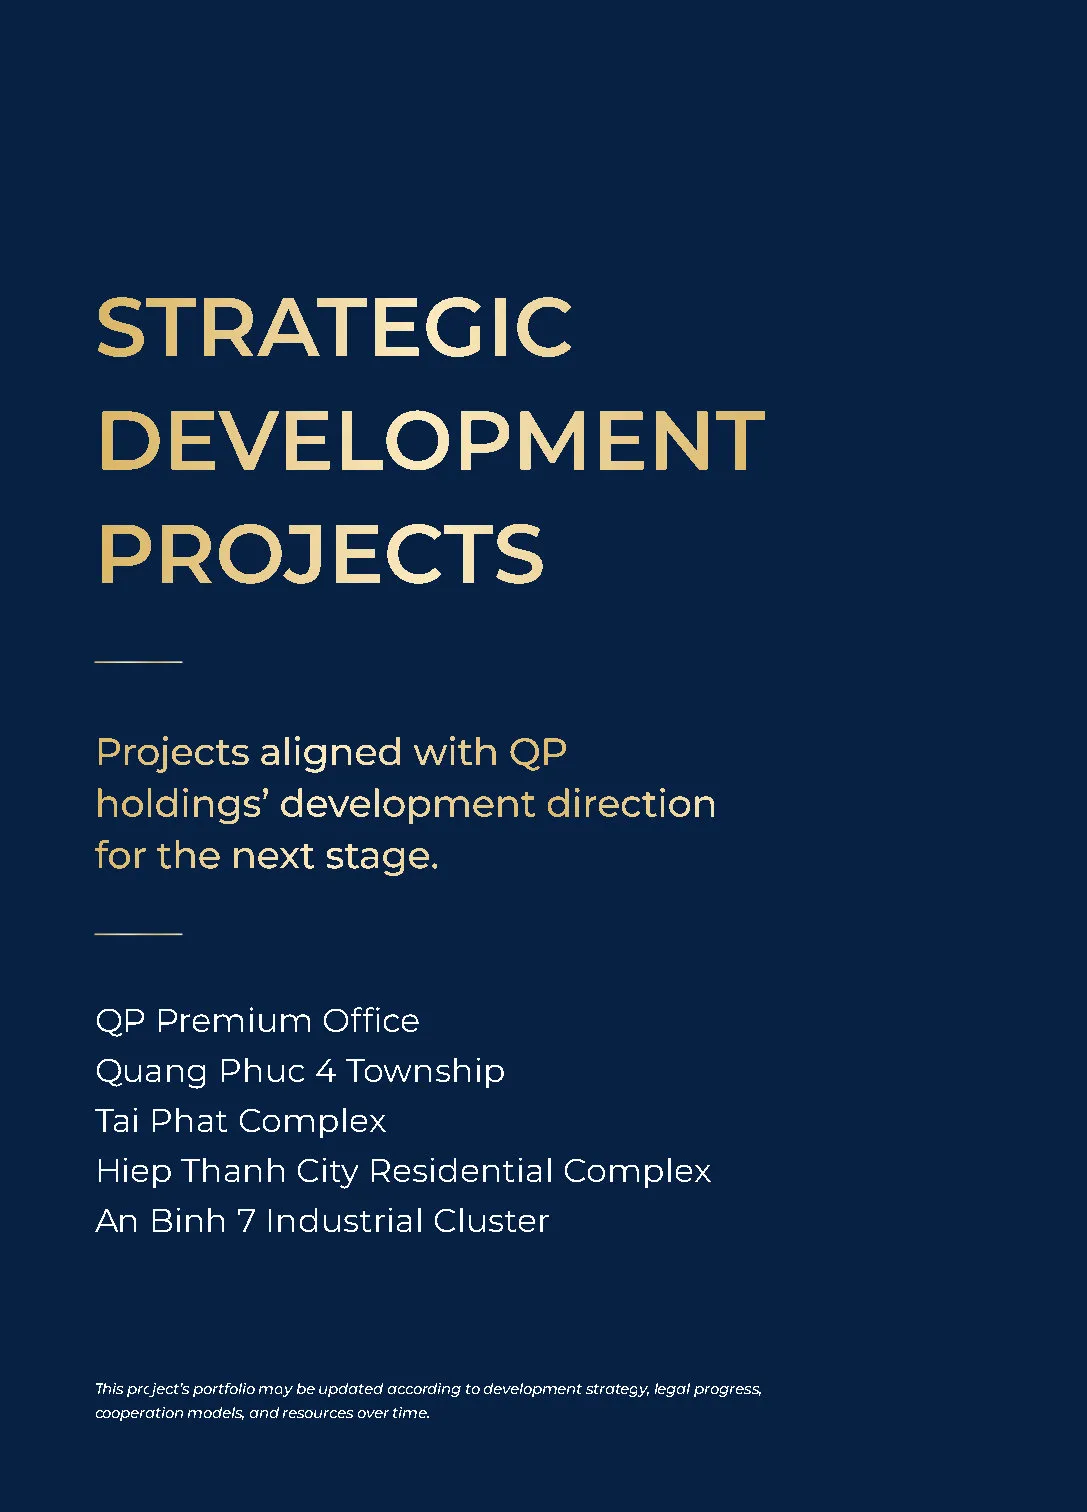 STRATEGIC
DEVELOPMENT
PROJECTS
Projects aligned with QP
holdings’ development direction
for the next stage.
QP Premium Office
Quang Phuc 4 Township
Tai Phat Complex
Hiep Thanh City Residential Complex
An Binh 7 Industrial Cluster
This project’s portfolio may be updated according to development strategy, legal progress,
cooperation models, and resources over time.